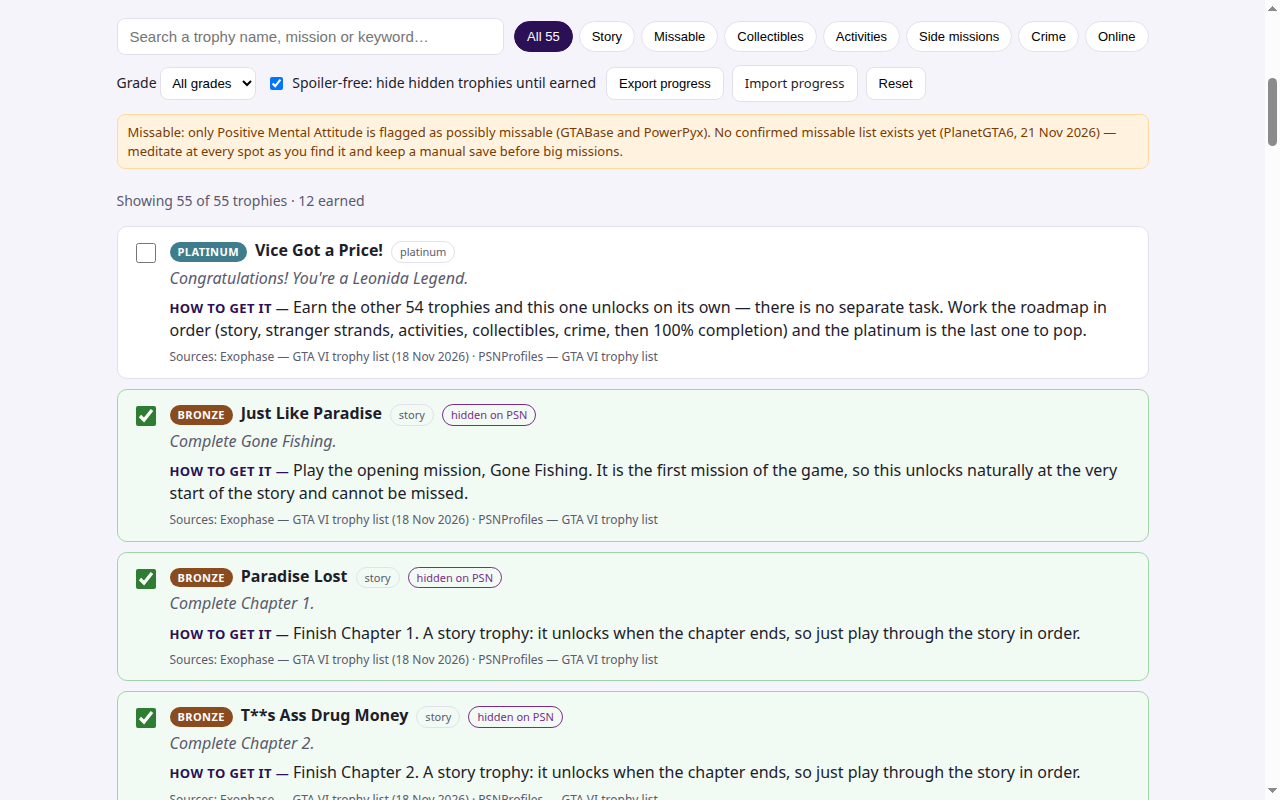 Search a trophy name, mission or keyword… All 55 Story Missable Collectibles Activities Side missions Crime Online
Grade All grades Spoiler-free: hide hidden trophies until earned Export progress Import progress Reset
Missable: only Positive Mental Attitude is flagged as possibly missable (GTABase and PowerPyx). No confirmed missable list exists yet (PlanetGTA6, 21 Nov 2026) —
meditate at every spot as you find it and keep a manual save before big missions.
Showing 55 of 55 trophies · 12 earned
PLATINUM Vice Got a Price! platinum
Congratulations! You're a Leonida Legend.
HOW TO GET IT — Earn the other 54 trophies and this one unlocks on its own — there is no separate task. Work the roadmap in
order (story, stranger strands, activities, collectibles, crime, then 100% completion) and the platinum is the last one to pop.
Sources: Exophase — GTA VI trophy list (18 Nov 2026) · PSNProfiles — GTA VI trophy list
BRONZE Just Like Paradise story hidden on PSN
Complete Gone Fishing.
HOW TO GET IT — Play the opening mission, Gone Fishing. It is the first mission of the game, so this unlocks naturally at the very
start of the story and cannot be missed.
Sources: Exophase — GTA VI trophy list (18 Nov 2026) · PSNProfiles — GTA VI trophy list
BRONZE Paradise Lost story hidden on PSN
Complete Chapter 1.
HOW TO GET IT — Finish Chapter 1. A story trophy: it unlocks when the chapter ends, so just play through the story in order.
Sources: Exophase — GTA VI trophy list (18 Nov 2026) · PSNProfiles — GTA VI trophy list
BRONZE T**s Ass Drug Money story hidden on PSN
Complete Chapter 2.
HOW TO GET IT — Finish Chapter 2. A story trophy: it unlocks when the chapter ends, so just play through the story in order.
Sources: Exophase — GTA VI trophy list (18 Nov 2026) · PSNProfiles — GTA VI trophy list